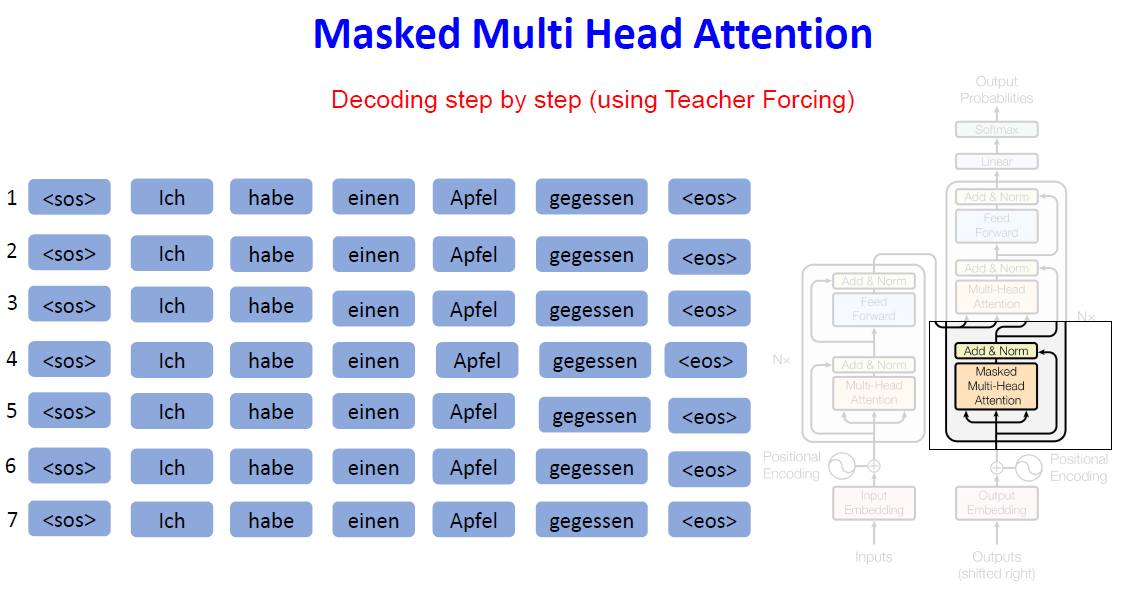 Masked Multi Head Attention
Decoding step by step (using Teacher Forcing)
1 <sos> Ich habe einen Apfel gegessen <eos>
2 <sos> Ich habe einen Apfel gegessen <eos>
3 <sos> Ich habe einen Apfel gegessen <eos>
4 <sos> Ich habe einen Apfel gegessen <eos>
5 <sos> Ich habe einen Apfel gegessen <eos>
6 <sos> Ich habe einen Apfel gegessen <eos>
7 <sos> Ich habe einen Apfel gegessen <eos>
Output
Probabilities
Softmax
Linear
Add & Norm
Feed
Forward
Add & Norm
Multi-Head
Attention
N×
Add & Norm
Masked
Multi-Head
Attention
Positional
Encoding
Output
Embedding
Outputs
(shifted right)
Add & Norm
Feed
Forward
N×
Add & Norm
Multi-Head
Attention
Positional
Encoding
Input
Embedding
Inputs